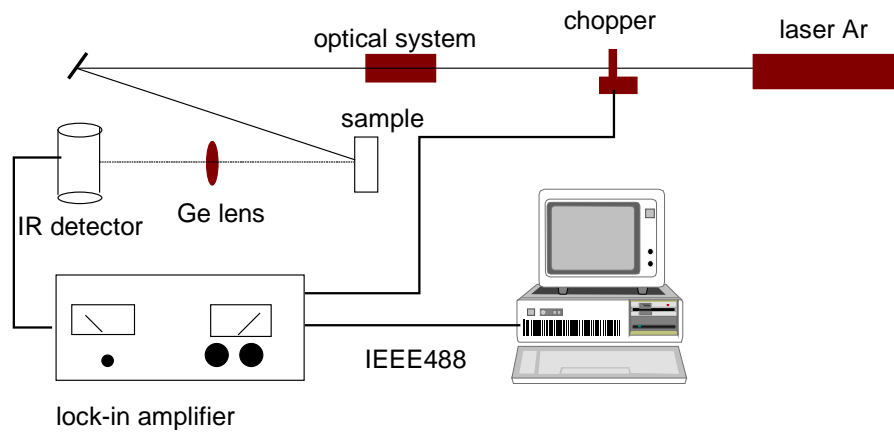 optical system
chopper
laser Ar
sample
IR detector
Ge lens
IEEE488
lock-in amplifier